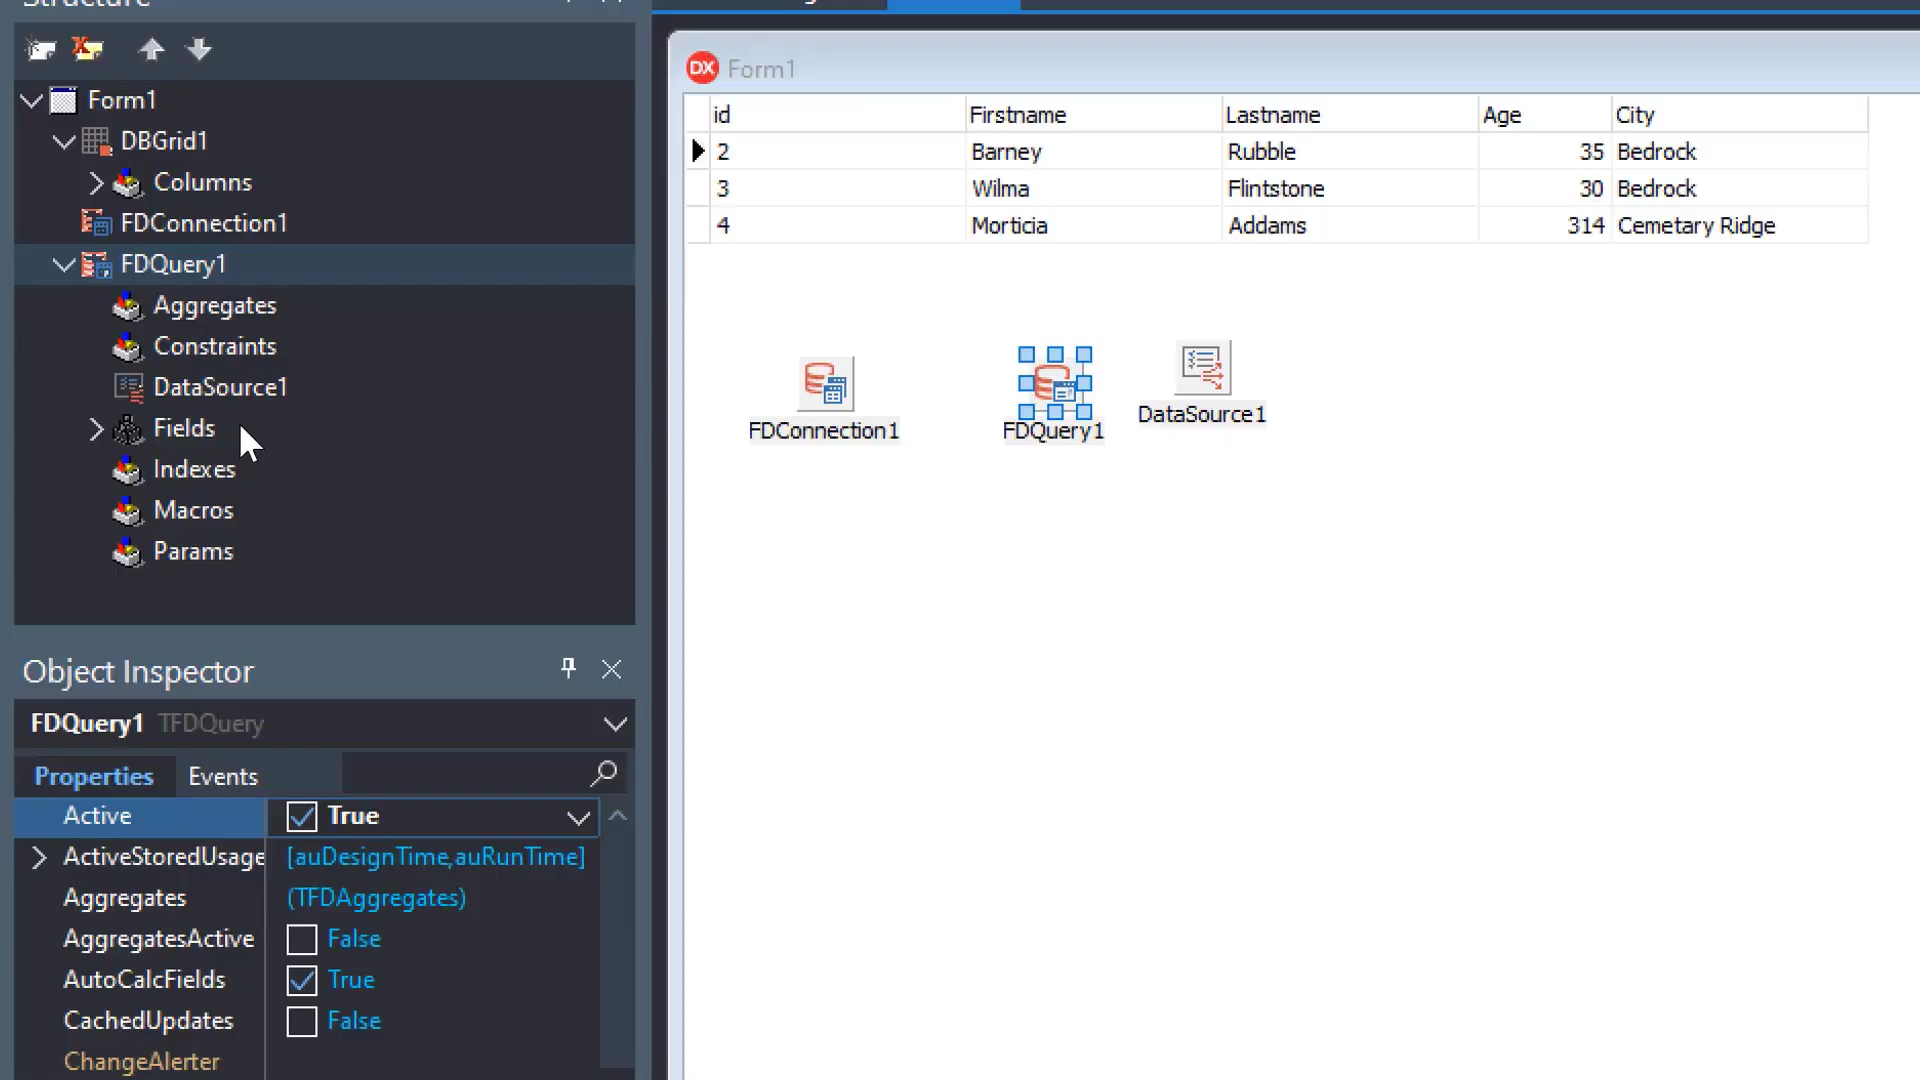 Structure
Form1
DBGrid1
Columns
FDConnection1
FDQuery1
Aggregates
Constraints
DataSource1
Fields
Indexes
Macros
Params
Object Inspector
FDQuery1 TFDQuery
Properties Events
Active True
ActiveStoredUsage [auDesignTime,auRunTime]
Aggregates (TFDAggregates)
AggregatesActive False
AutoCalcFields True
CachedUpdates False
ChangeAlerter
DX Form1
id Firstname Lastname Age City
2 Barney Rubble 35 Bedrock
3 Wilma Flintstone 30 Bedrock
4 Morticia Addams 314 Cemetary Ridge
FDConnection1
FDQuery1
DataSource1